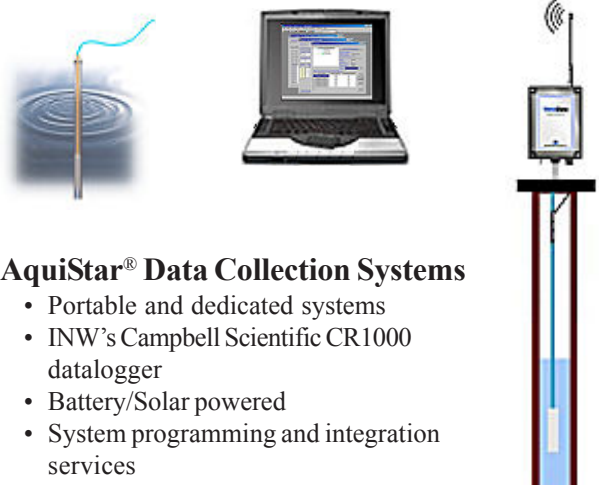 AquiStar® Data Collection Systems
• Portable and dedicated systems
• INW's Campbell Scientific CR1000
datalogger
• Battery/Solar powered
• System programming and integration
services